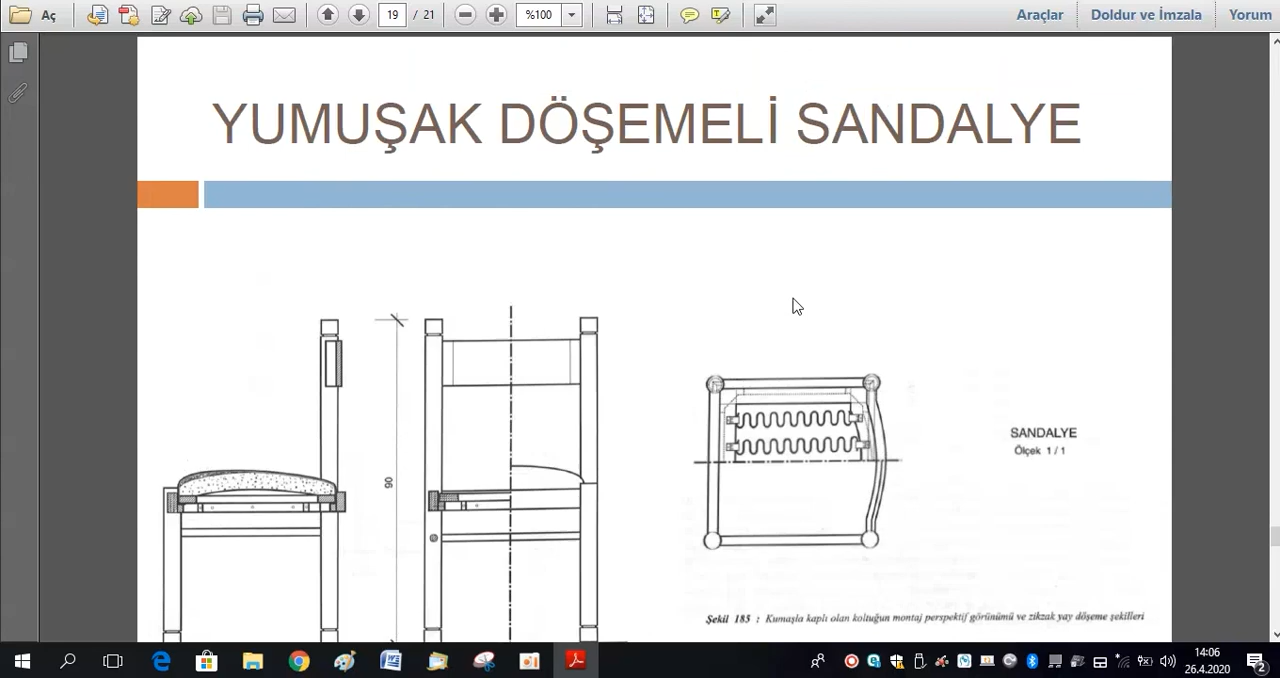 Aç
19 / 21
%100
Araçlar
Doldur ve İmzala
Yorum
YUMUŞAK DÖŞEMELİ SANDALYE
90
SANDALYE
Ölçek 1 / 1
Şekil 185 : Kumaşla kaplı olan koltuğun montaj perspektif görünümü ve zikzak yay döşeme şekilleri
14:06
26.4.2020
2